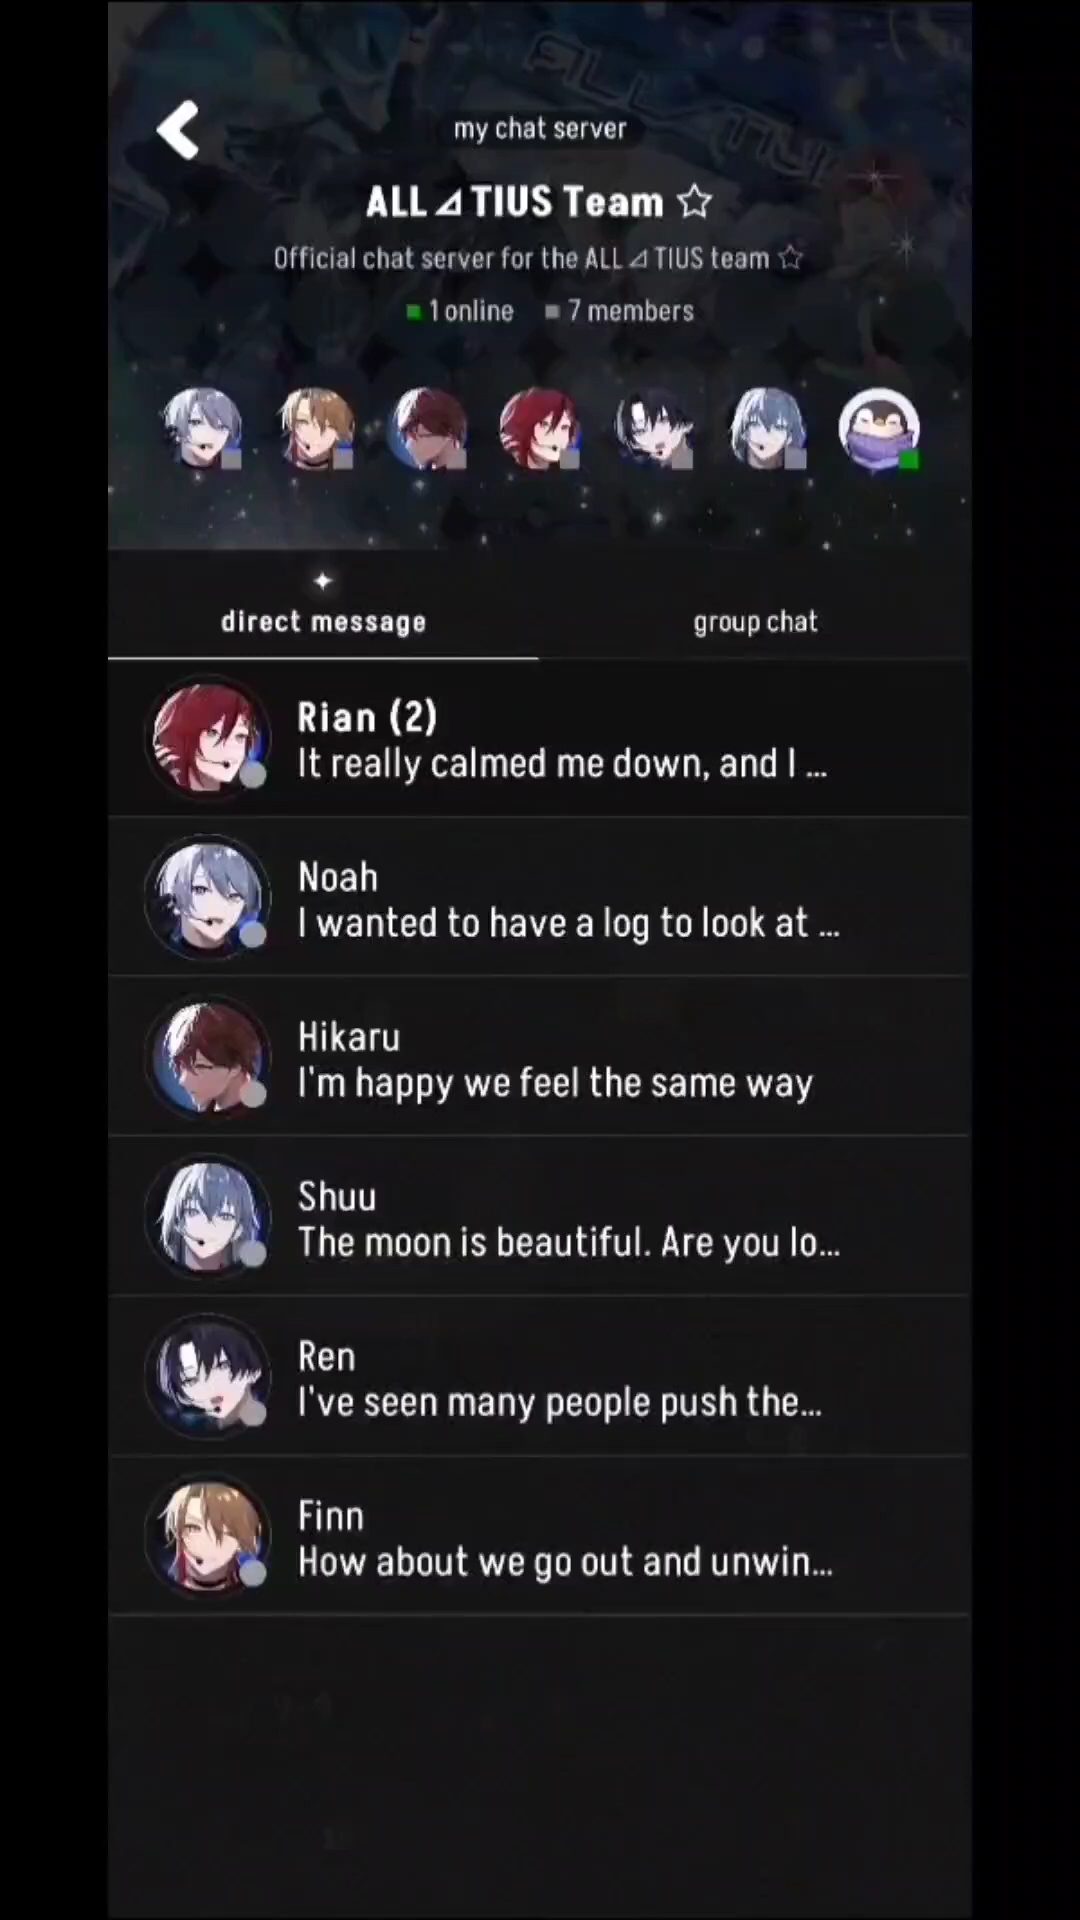 my chat server
ALL⊿TIUS Team ☆
Official chat server for the ALL⊿TIUS team ☆
1 online 7 members
direct message group chat
Rian (2)
It really calmed me down, and I ...
Noah
I wanted to have a log to look at ...
Hikaru
I'm happy we feel the same way
Shuu
The moon is beautiful. Are you lo...
Ren
I've seen many people push the...
Finn
How about we go out and unwin...